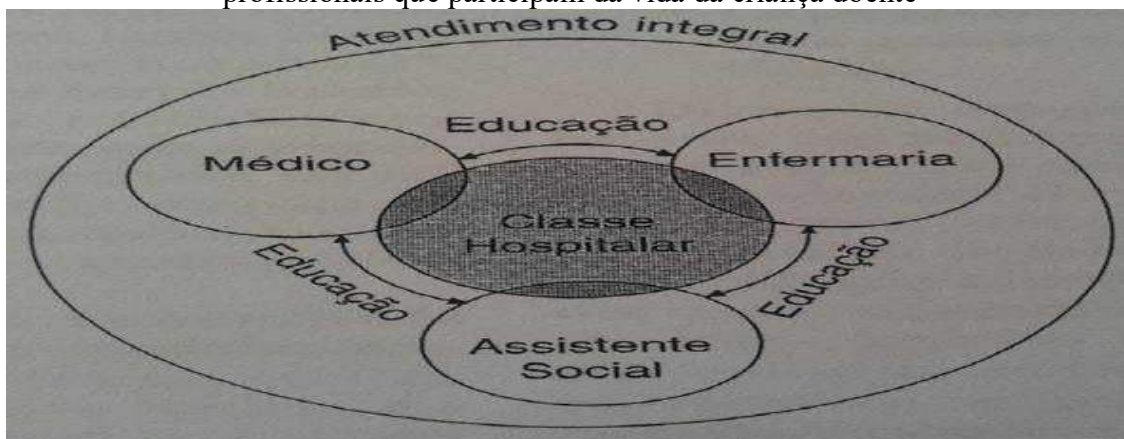 profissionais que participam da vida da criança doente
Atendimento integral
Educação
Médico
Enfermaria
Classe
Hospitalar
Educação
Educação
Assistente
Social